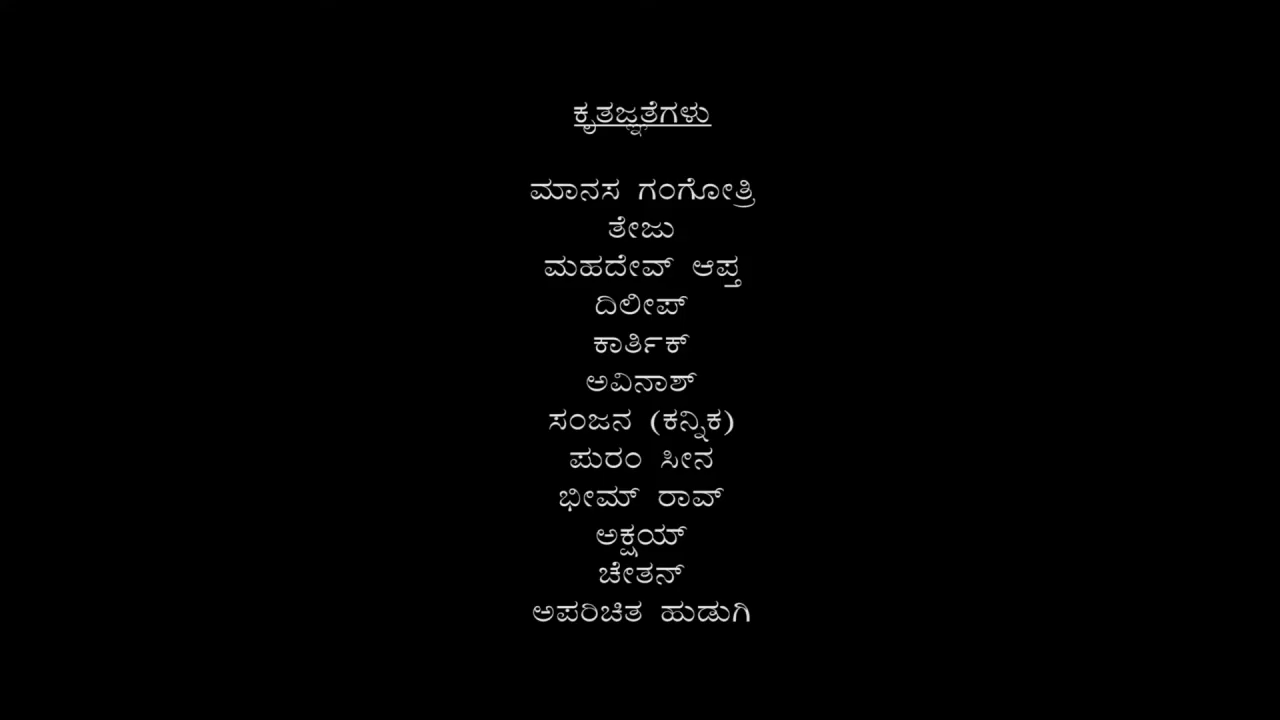 ಕೃತಜ್ಞತೆಗಳು
ಮಾನಸ ಗಂಗೋತ್ರಿ
ತೇಜು
ಮಹದೇವ್ ಆಪ್ತ
ದಿಲೀಪ್
ಕಾರ್ತಿಕ್
ಅವಿನಾಶ್
ಸಂಜನ (ಕನ್ನಿಕ)
ಪುರಂ ಸೀನ
ಭೀಮ್ ರಾವ್
ಅಕ್ಷಯ್
ಚೇತನ್
ಅಪರಿಚಿತ ಹುಡುಗಿ